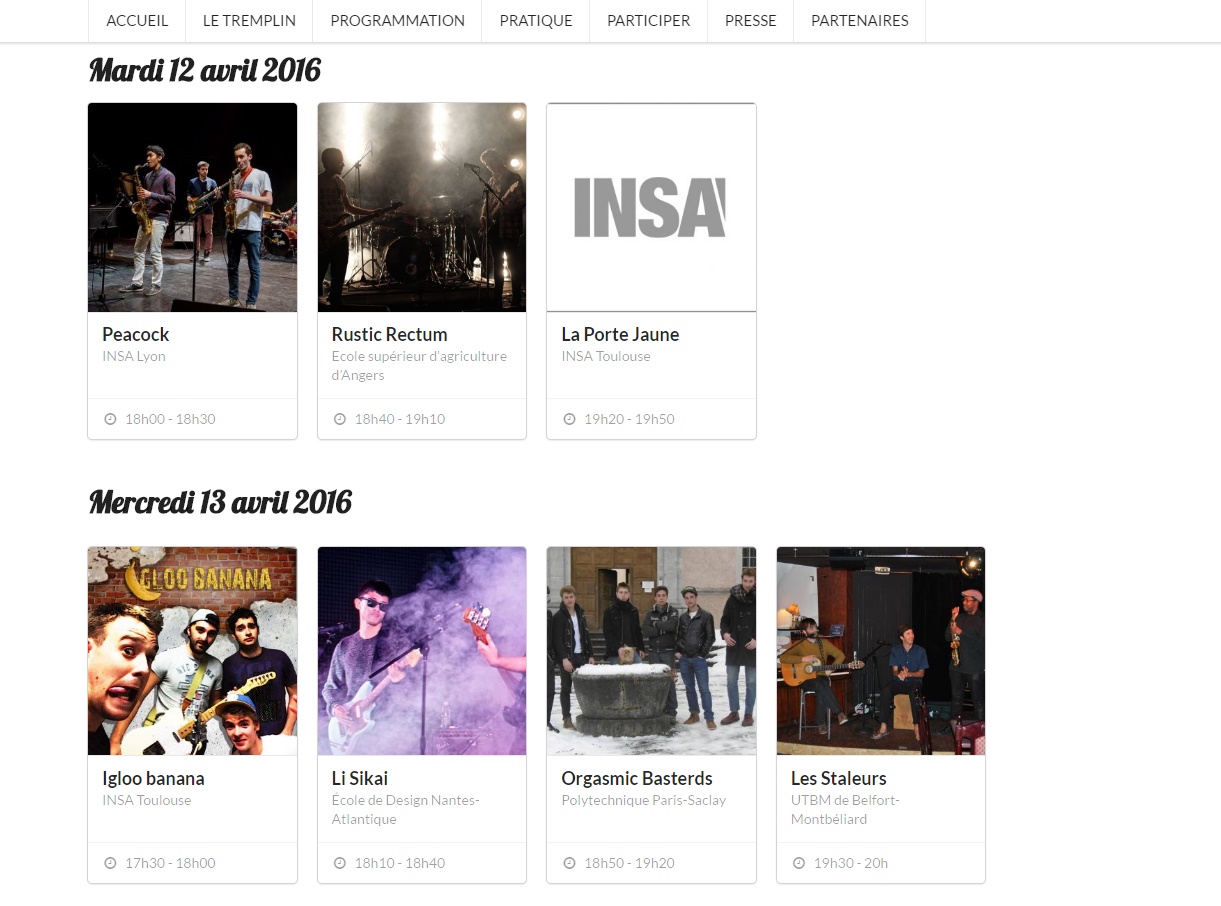 ACCUEIL LE TREMPLIN PROGRAMMATION PRATIQUE PARTICIPER PRESSE PARTENAIRES
Mardi 12 avril 2016
INSA
Peacock
INSA Lyon
18h00 - 18h30
Rustic Rectum
Ecole supérieur d'agriculture
d'Angers
18h40 - 19h10
La Porte Jaune
INSA Toulouse
19h20 - 19h50
Mercredi 13 avril 2016
IGLOO BANANA
Igloo banana
INSA Toulouse
17h30 - 18h00
Li Sikai
École de Design Nantes-
Atlantique
18h10 - 18h40
Orgasmic Basterds
Polytechnique Paris-Saclay
18h50 - 19h20
Les Staleurs
UTBM de Belfort-
Montbéliard
19h30 - 20h